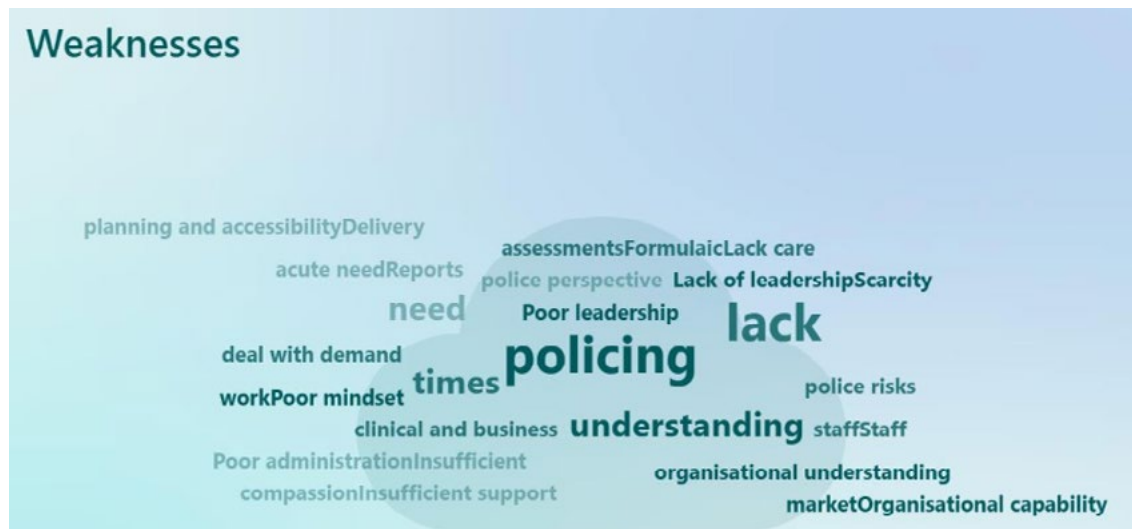 Weaknesses
planning and accessibilityDelivery
assessmentsFormulaicLack care
acute needReports
police perspective
Lack of leadershipScarcity
need
Poor leadership
lack
deal with demand
policing
times
police risks
workPoor mindset
clinical and business
understanding
staffStaff
Poor administrationInsufficient
organisational understanding
compassionInsufficient support
marketOrganisational capability